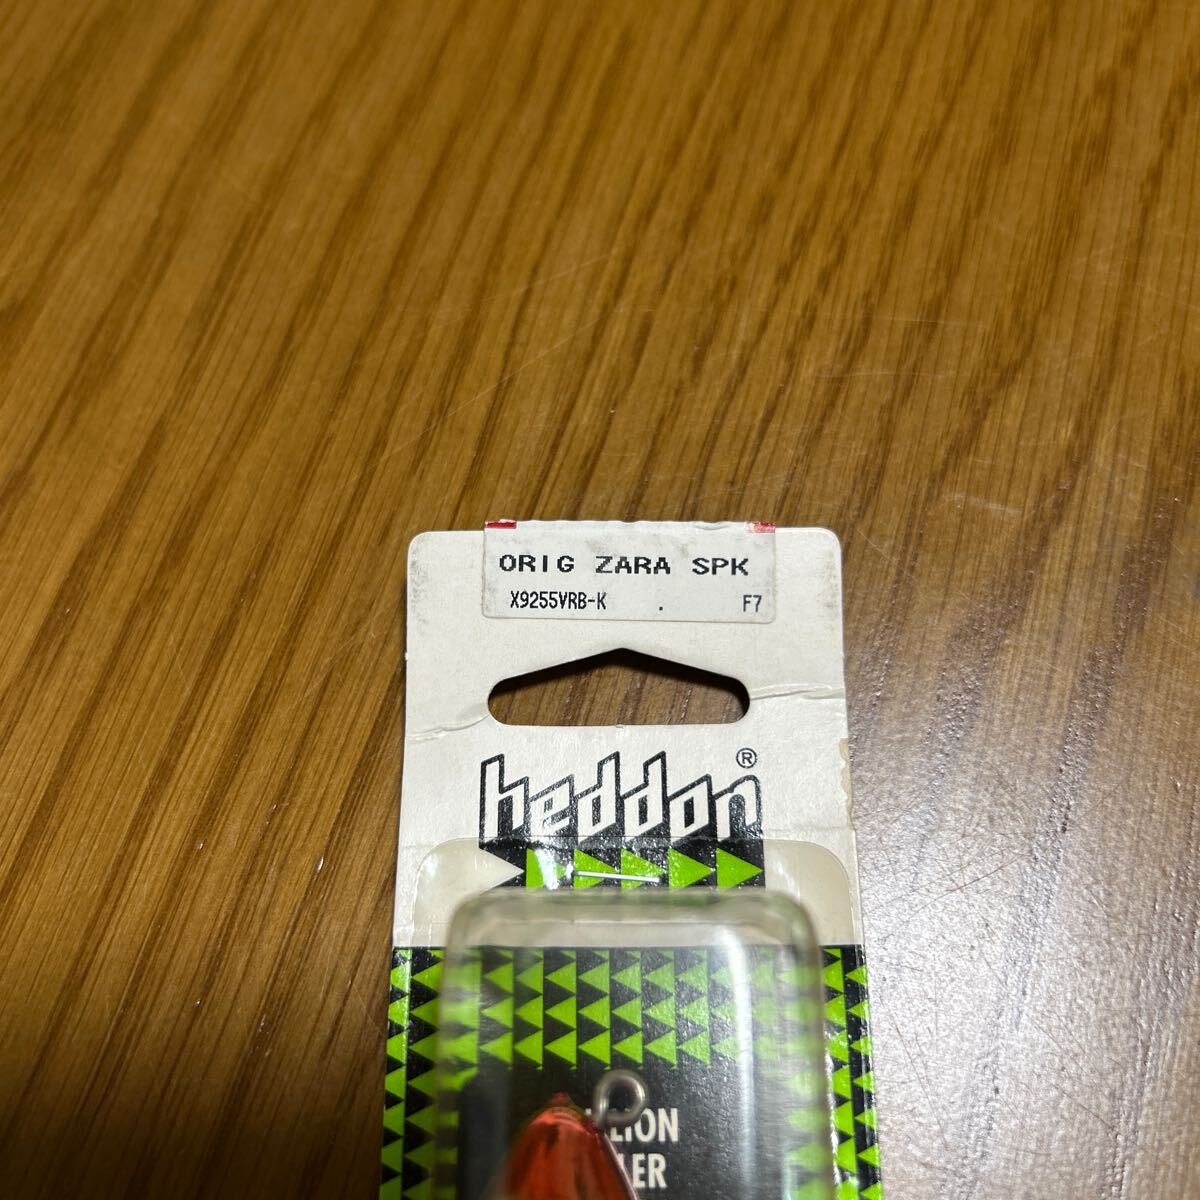 ORIG ZARA SPK
X9255VRB-K . F7
heddon®